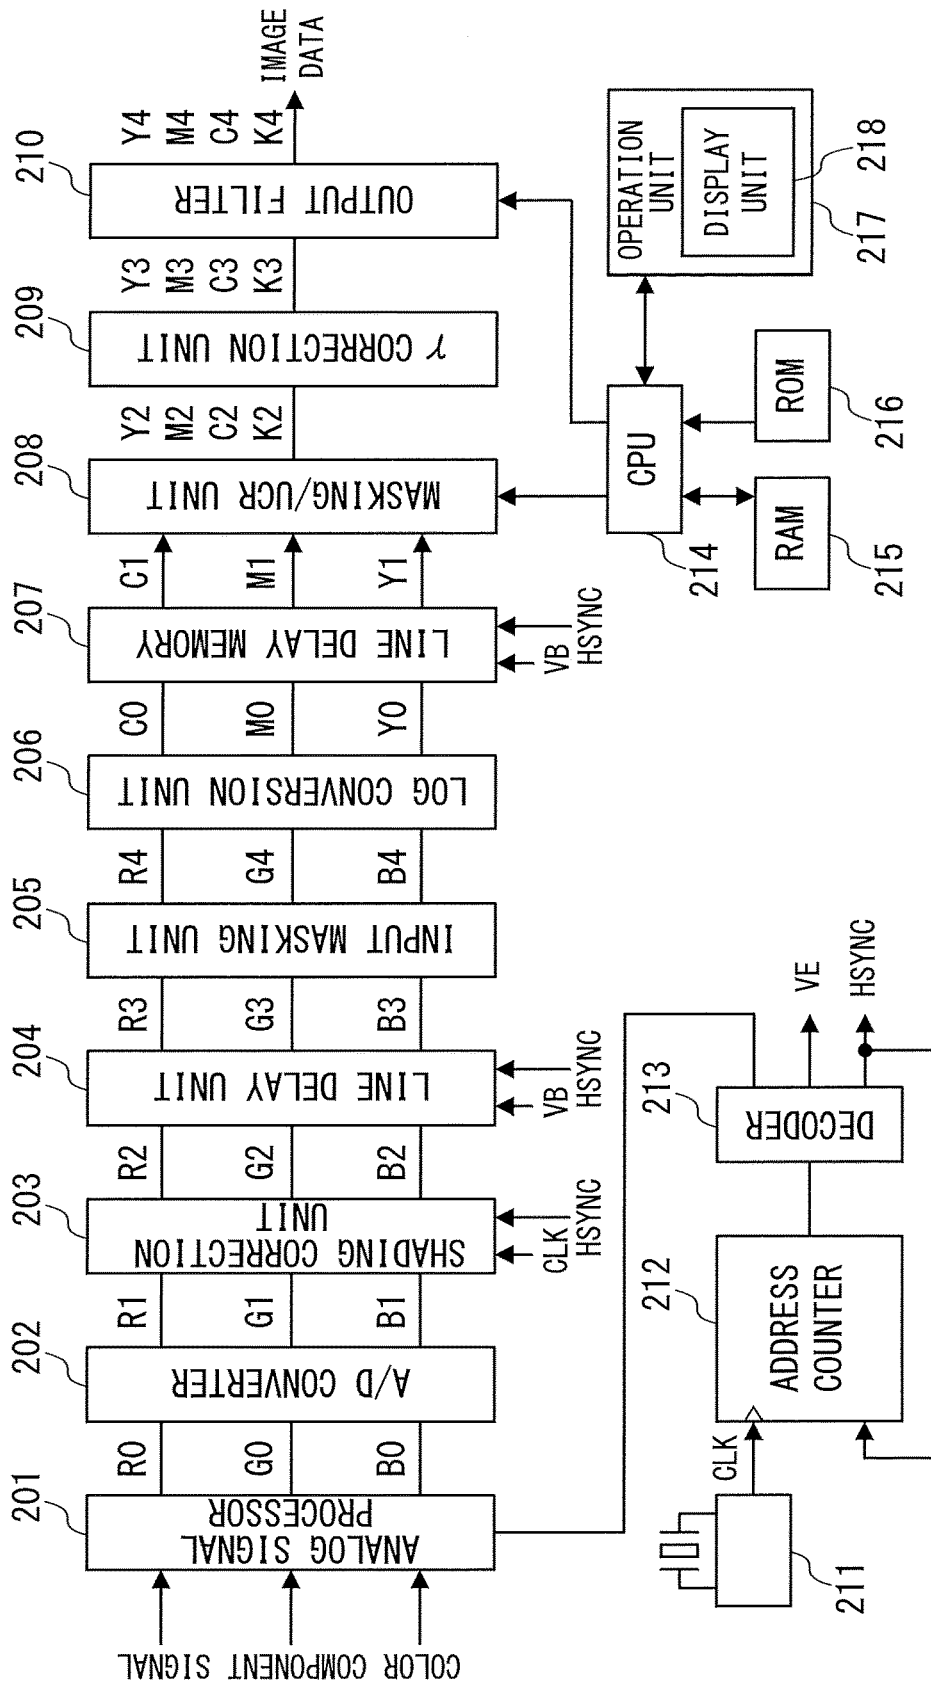 COLOR COMPONENT SIGNAL
201
ANALOG SIGNAL
PROCESSOR
R0
G0
B0
202
A/D CONVERTER
R1
G1
B1
203
SHADING CORRECTION
UNIT
CLK
HSYNC
R2
G2
B2
204
LINE DELAY
UNIT
VB
HSYNC
R3
G3
B3
205
INPUT MASKING UNIT
R4
G4
B4
206
LOG CONVERSION UNIT
C0
M0
Y0
207
LINE DELAY MEMORY
VB
HSYNC
C1
M1
Y1
208
MASKING/UCR UNIT
Y2
M2
C2
K2
209
γ CORRECTION UNIT
Y3
M3
C3
K3
210
OUTPUT FILTER
Y4
M4
C4
K4
IMAGE
DATA
211
CLK
212
ADDRESS
COUNTER
213
DECODER
VE
HSYNC
214
CPU
215
RAM
216
ROM
OPERATION
UNIT
DISPLAY
UNIT
218
217